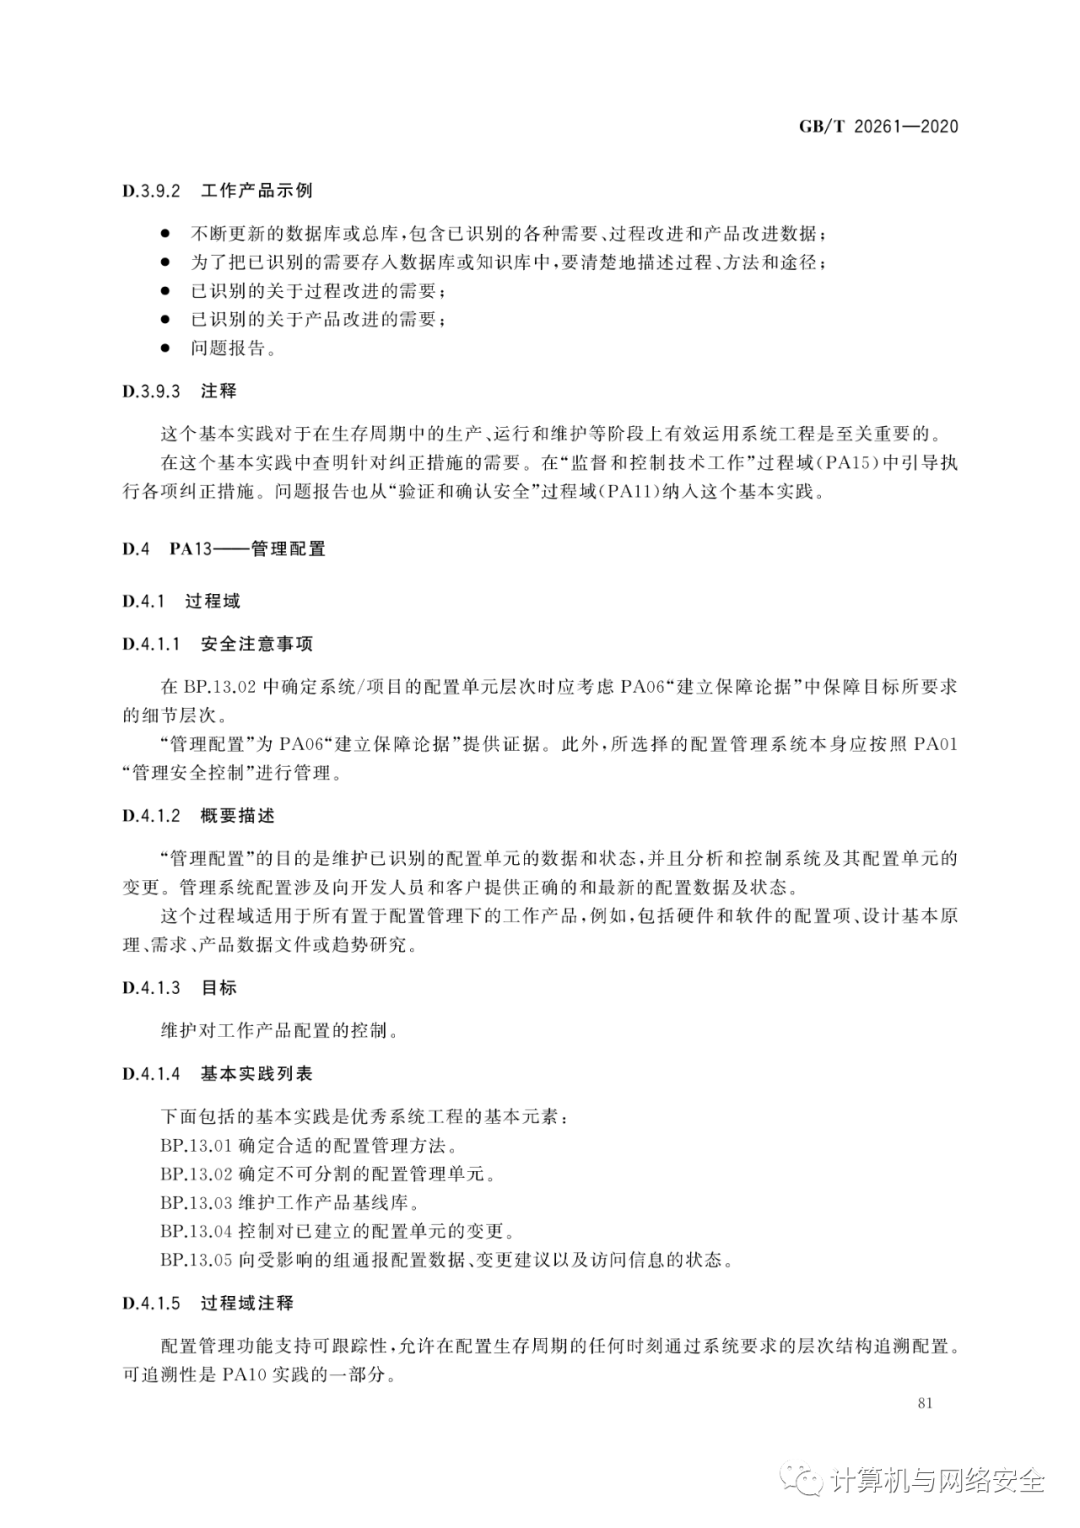 GB/T 20261—2020
D.3.9.2 工作产品示例
● 不断更新的数据库或总库,包含已识别的各种需要、过程改进和产品改进数据;
● 为了把已识别的需要存入数据库或知识库中,要清楚地描述过程、方法和途径;
● 已识别的关于过程改进的需要;
● 已识别的关于产品改进的需要;
● 问题报告。
D.3.9.3 注释
这个基本实践对于在生存周期中的生产、运行和维护等阶段上有效运用系统工程是至关重要的。
在这个基本实践中查明针对纠正措施的需要。在“监督和控制技术工作”过程域(PA15)中引导执
行各项纠正措施。问题报告也从“验证和确认安全”过程域(PA11)纳入这个基本实践。
D.4 PA13——管理配置
D.4.1 过程域
D.4.1.1 安全注意事项
在 BP.13.02 中确定系统/项目的配置单元层次时应考虑 PA06“建立保障论据”中保障目标所要求
的细节层次。
“管理配置”为 PA06“建立保障论据”提供证据。此外,所选择的配置管理系统本身应按照 PA01
“管理安全控制”进行管理。
D.4.1.2 概要描述
“管理配置”的目的是维护已识别的配置单元的数据和状态,并且分析和控制系统及其配置单元的
变更。管理系统配置涉及向开发人员和客户提供正确的和最新的配置数据及状态。
这个过程域适用于所有置于配置管理下的工作产品,例如,包括硬件和软件的配置项、设计基本原
理、需求、产品数据文件或趋势研究。
D.4.1.3 目标
维护对工作产品配置的控制。
D.4.1.4 基本实践列表
下面包括的基本实践是优秀系统工程的基本元素:
BP.13.01 确定合适的配置管理方法。
BP.13.02 确定不可分割的配置管理单元。
BP.13.03 维护工作产品基线库。
BP.13.04 控制对已建立的配置单元的变更。
BP.13.05 向受影响的组通报配置数据、变更建议以及访问信息的状态。
D.4.1.5 过程域注释
配置管理功能支持可跟踪性,允许在配置生存周期的任何时刻通过系统要求的层次结构追溯配置。
可追溯性是 PA10 实践的一部分。
81
计算机与网络安全